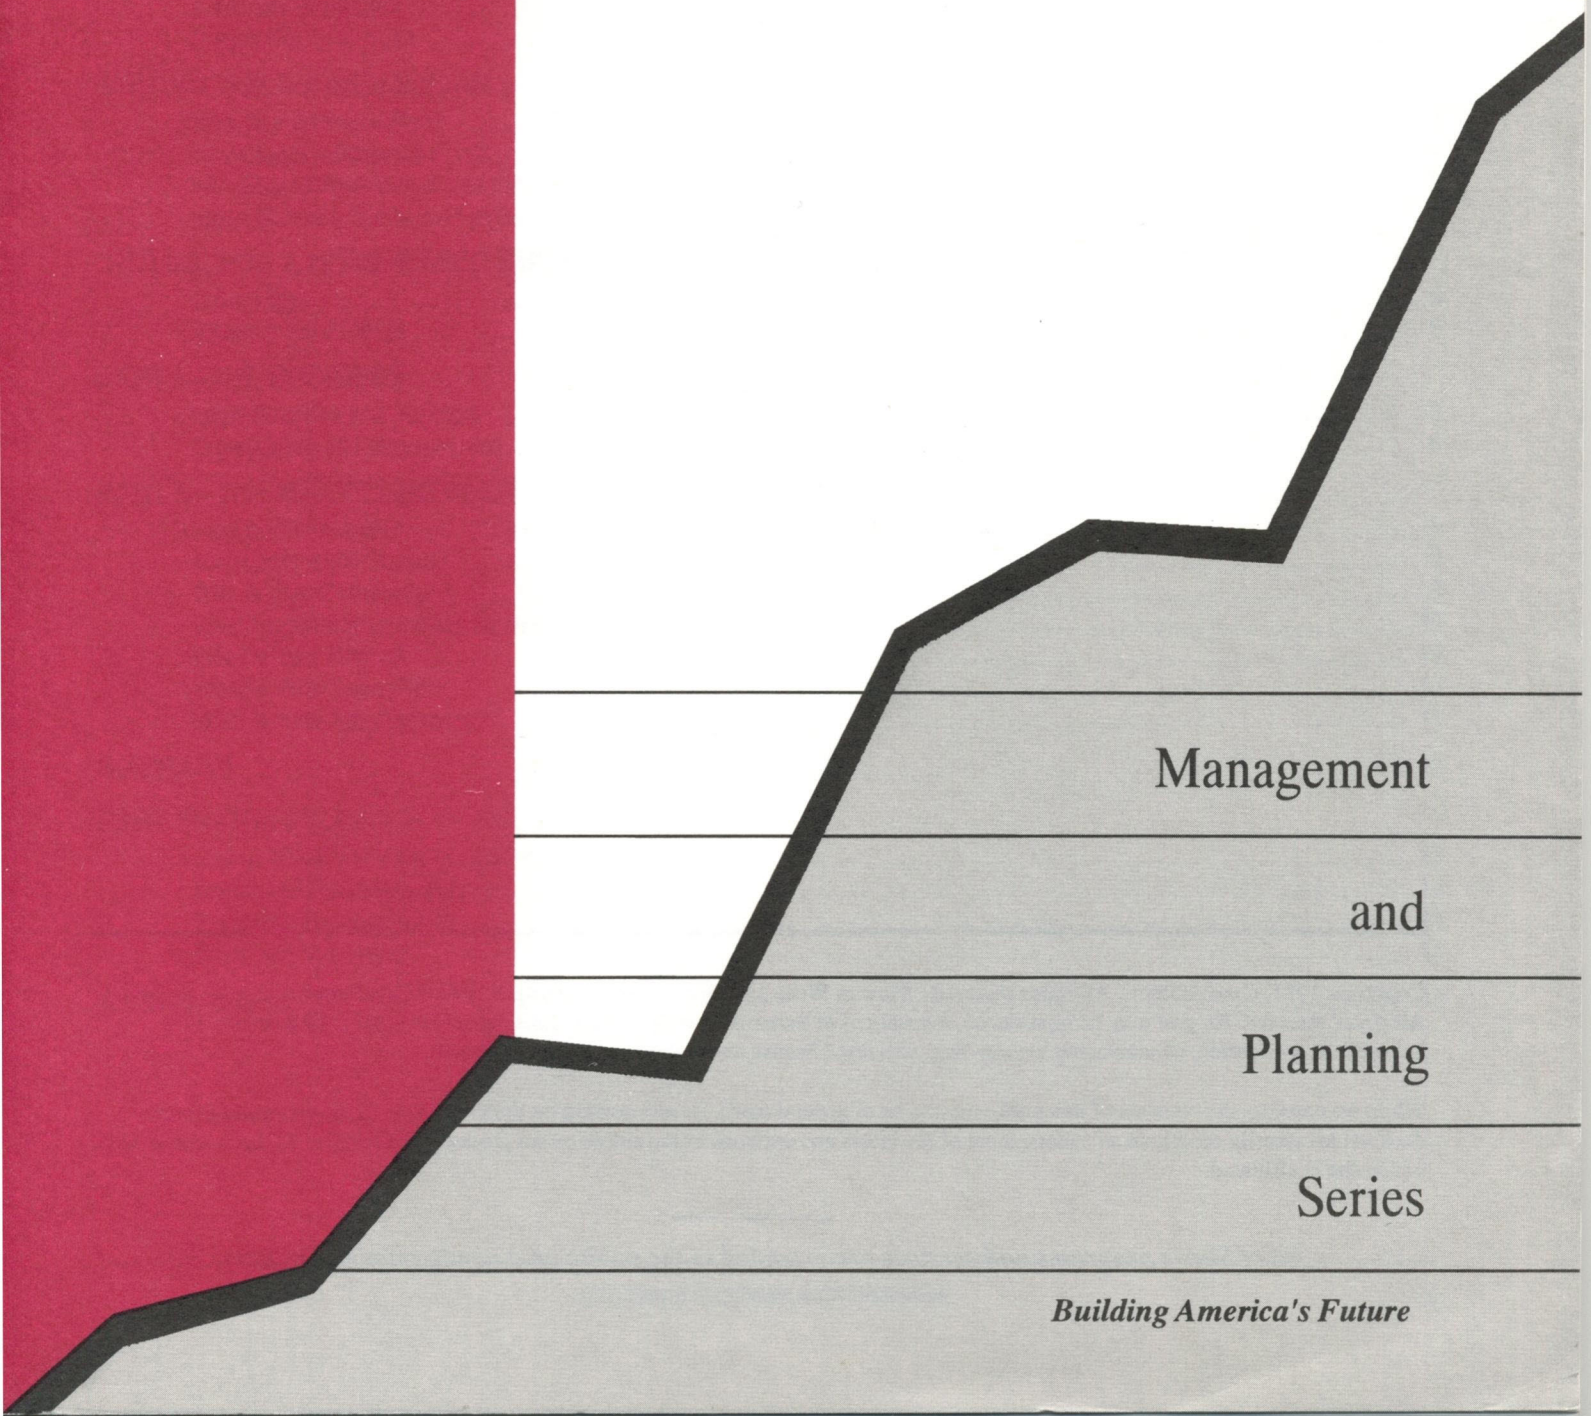 Management
and
Planning
Series
Building America's Future